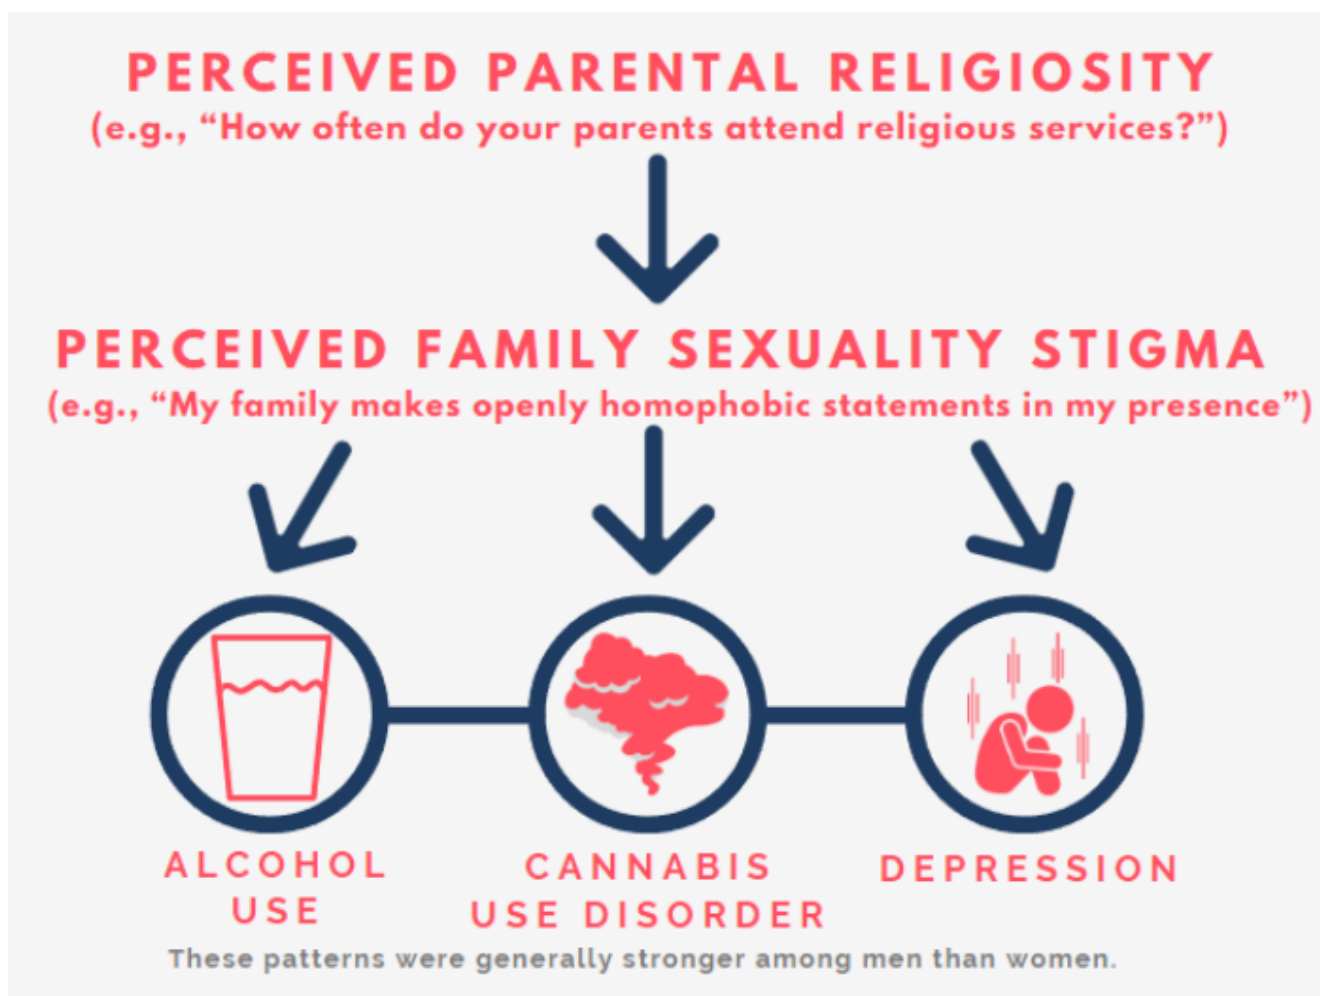 PERCEIVED PARENTAL RELIGIOSITY
(e.g., “How often do your parents attend religious services?”)
PERCEIVED FAMILY SEXUALITY STIGMA
(e.g., “My family makes openly homophobic statements in my presence”)
ALCOHOL
USE
CANNABIS
USE DISORDER
DEPRESSION
These patterns were generally stronger among men than women.